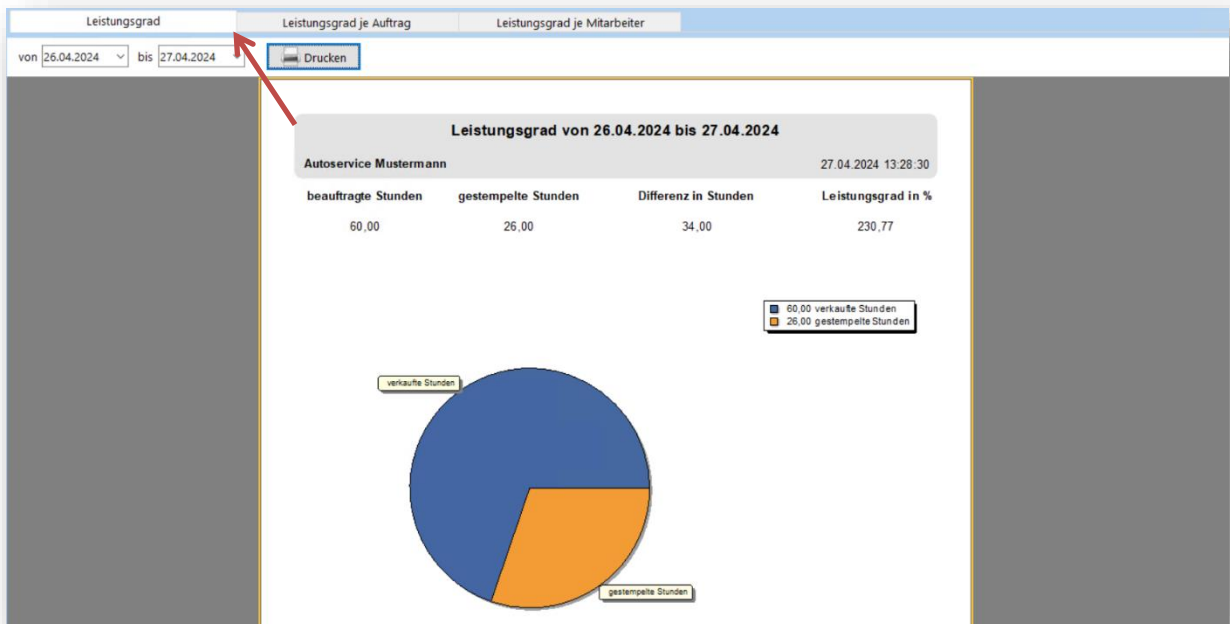 Leistungsgrad Leistungsgrad je Auftrag Leistungsgrad je Mitarbeiter
von 26.04.2024 bis 27.04.2024 Drucken
Leistungsgrad von 26.04.2024 bis 27.04.2024
Autoservice Mustermann 27.04.2024 13:28:30
beauftragte Stunden gestempelte Stunden Differenz in Stunden Leistungsgrad in %
60,00 26,00 34,00 230,77
60,00 verkaufte Stunden
26,00 gestempelte Stunden
verkaufte Stunden
gestempelte Stunden